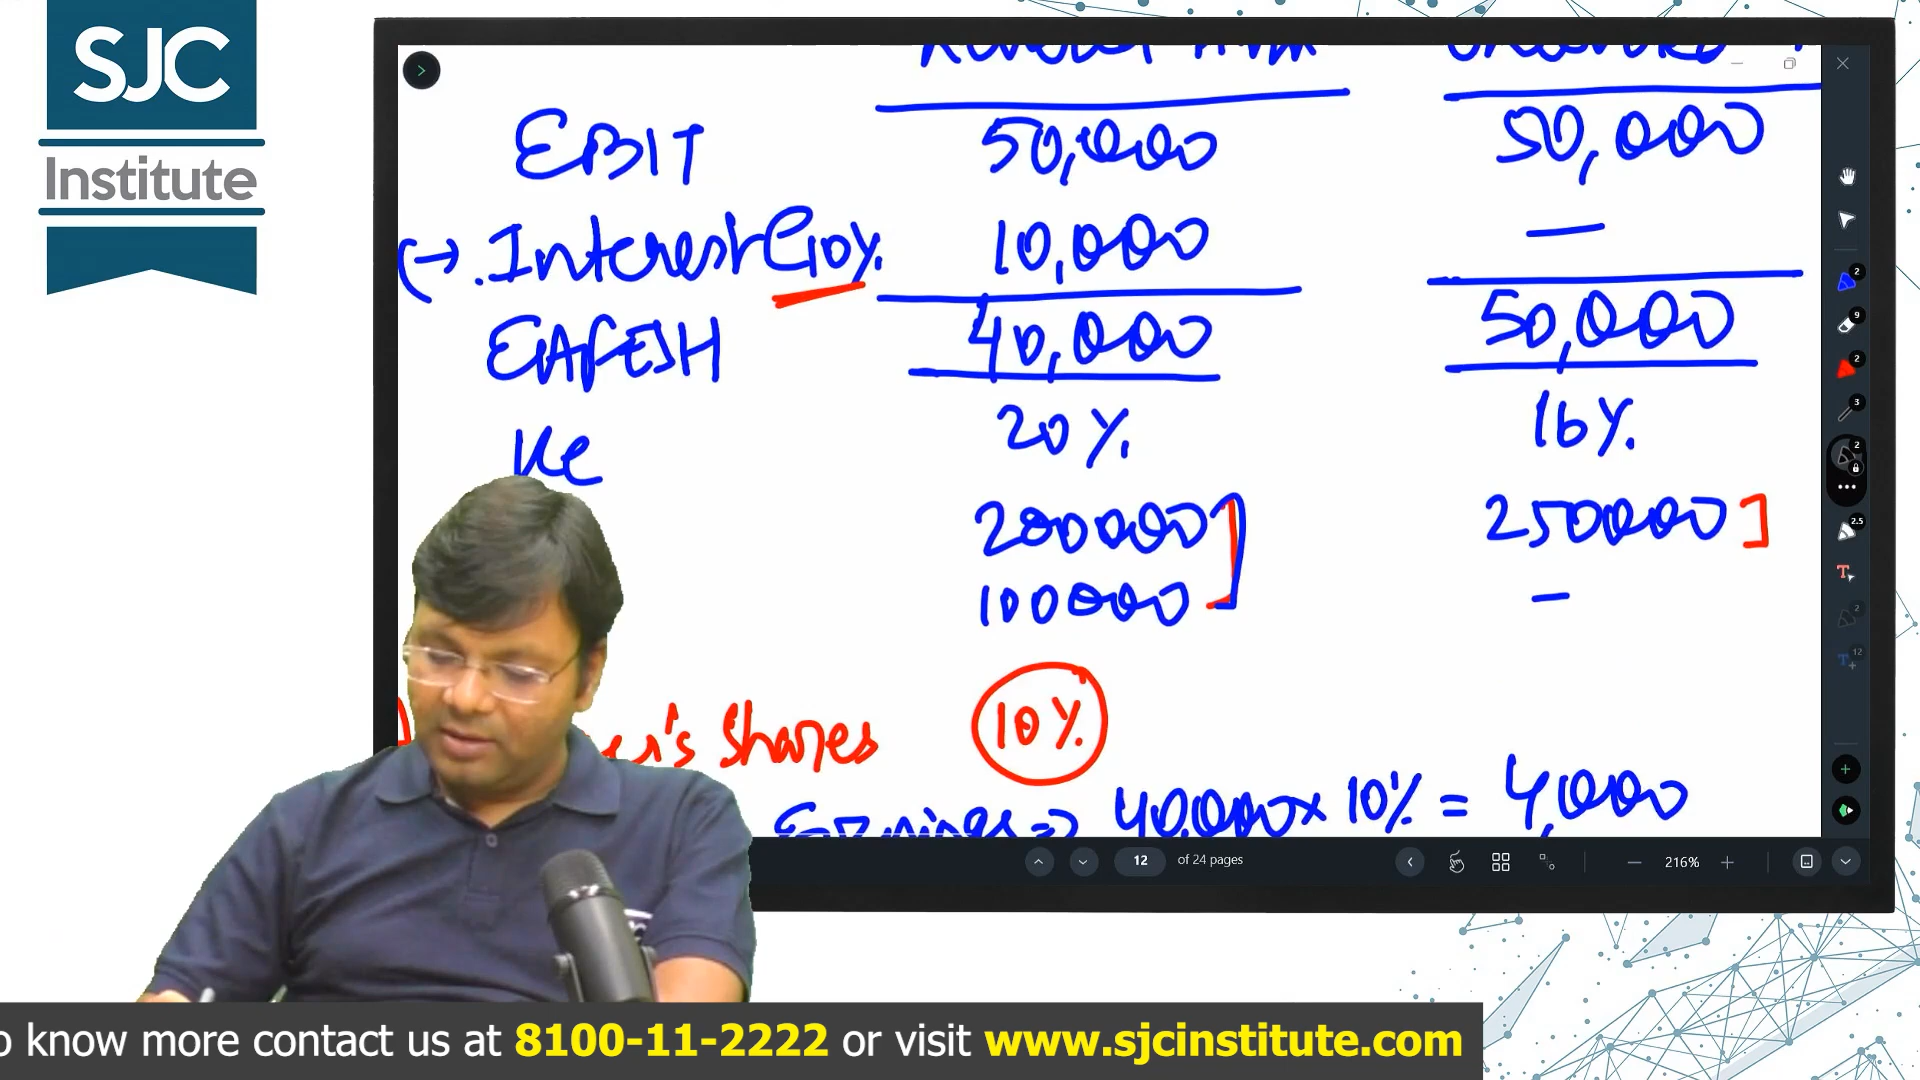 SJC
Institute
EBIT 50,000 50,000
(-) Interest @10% 10,000 —
EAFESH 40,000 50,000
Ke 20% 16%
200000 250000
100000 —
's shares 10%
Earnings => 40,000 x 10% = 4,000
12 of 24 pages 216%
know more contact us at 8100-11-2222 or visit www.sjcinstitute.com